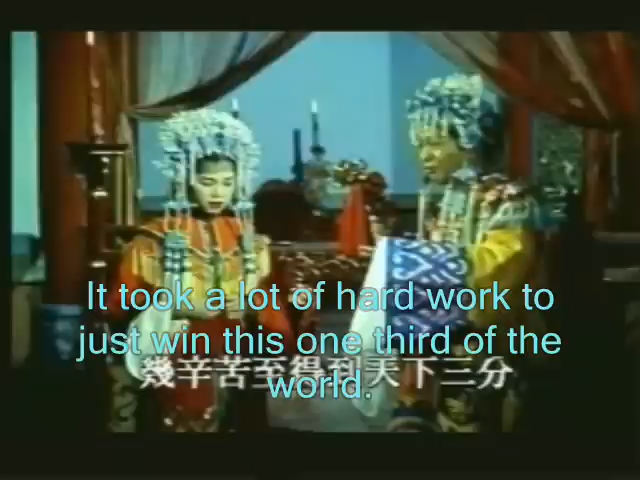 It took a lot of hard work to
just win this one third of the
world.
幾辛苦至得到天下三分